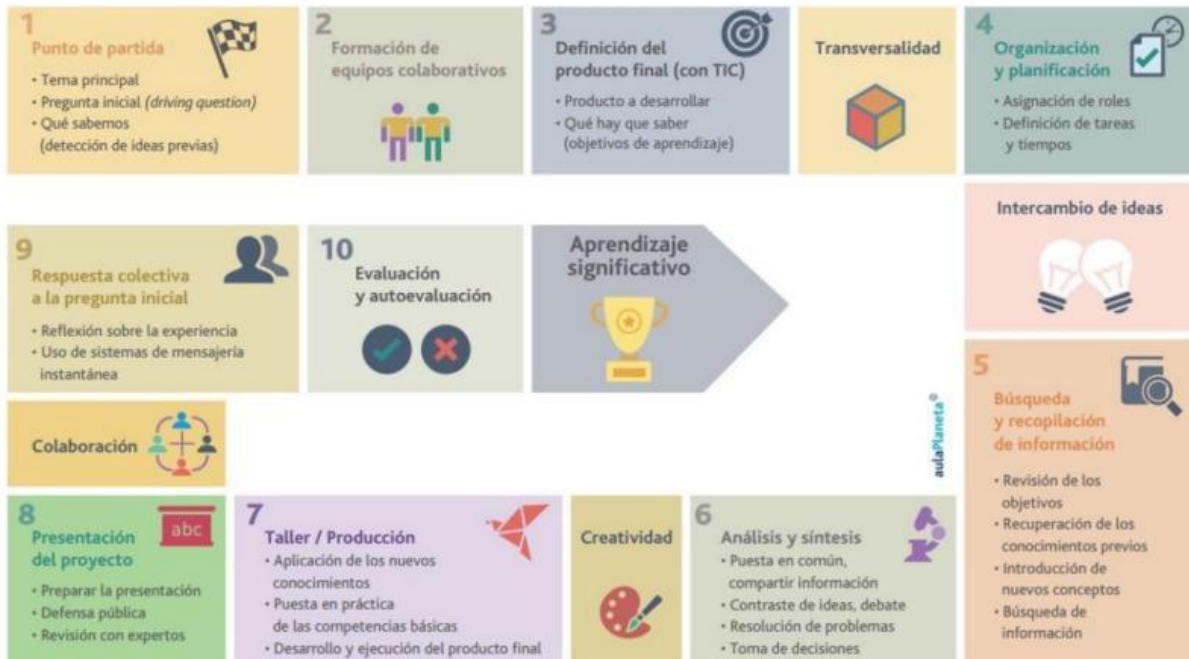 1
Punto de partida
• Tema principal
• Pregunta inicial (driving question)
• Qué sabemos
(detección de ideas previas)
2
Formación de
equipos colaborativos
3
Definición del
producto final (con TIC)
• Producto a desarrollar
• Qué hay que saber
(objetivos de aprendizaje)
Transversalidad
4
Organización
y planificación
• Asignación de roles
• Definición de tareas
y tiempos
Intercambio de ideas
5
Búsqueda
y recopilación
de información
• Revisión de los
objetivos
• Recuperación de los
conocimientos previos
• Introducción de
nuevos conceptos
• Búsqueda de
información
6
Análisis y síntesis
• Puesta en común,
compartir información
• Contraste de ideas, debate
• Resolución de problemas
• Toma de decisiones
Creatividad
7
Taller / Producción
• Aplicación de los nuevos
conocimientos
• Puesta en práctica
de las competencias básicas
• Desarrollo y ejecución del producto final
8
Presentación
del proyecto
abc
• Preparar la presentación
• Defensa pública
• Revisión con expertos
Colaboración
9
Respuesta colectiva
a la pregunta inicial
• Reflexión sobre la experiencia
• Uso de sistemas de mensajería
instantánea
10
Evaluación
y autoevaluación
Aprendizaje
significativo
aulaPlaneta